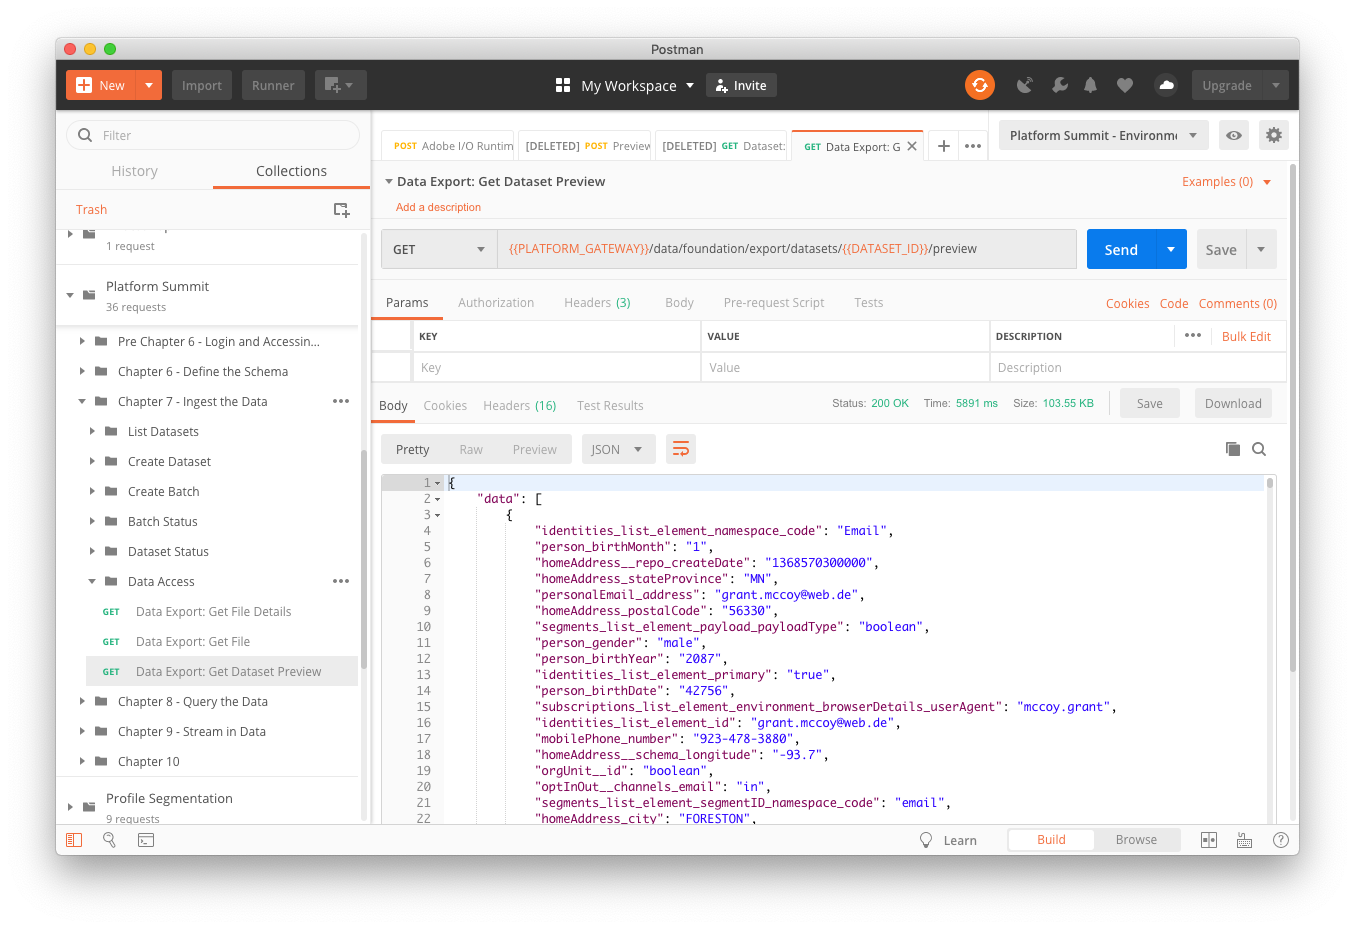 Postman
New
Import
Runner
My Workspace
Invite
Upgrade
Filter
History
Collections
Trash
1 request
Platform Summit
36 requests
Pre Chapter 6 - Login and Accessin...
Chapter 6 - Define the Schema
Chapter 7 - Ingest the Data
List Datasets
Create Dataset
Create Batch
Batch Status
Dataset Status
Data Access
GET Data Export: Get File Details
GET Data Export: Get File
GET Data Export: Get Dataset Preview
Chapter 8 - Query the Data
Chapter 9 - Stream in Data
Chapter 10
Profile Segmentation
9 requests
POST Adobe I/O Runtim
[DELETED] POST Preview
[DELETED] GET Dataset:
GET Data Export: G
Platform Summit - Environme
Data Export: Get Dataset Preview
Examples (0)
Add a description
GET
{{PLATFORM_GATEWAY}}/data/foundation/export/datasets/{{DATASET_ID}}/preview
Send
Save
Params
Authorization
Headers (3)
Body
Pre-request Script
Tests
Cookies
Code
Comments (0)
KEY
VALUE
DESCRIPTION
Bulk Edit
Key
Value
Description
Body
Cookies
Headers (16)
Test Results
Status: 200 OK
Time: 5891 ms
Size: 103.55 KB
Save
Download
Pretty
Raw
Preview
JSON
1 {
2 "data": [
3 {
4 "identities_list_element_namespace_code": "Email",
5 "person_birthMonth": "1",
6 "homeAddress__repo_createDate": "1368570300000",
7 "homeAddress_stateProvince": "MN",
8 "personalEmail_address": "grant.mccoy@web.de",
9 "homeAddress_postalCode": "56330",
10 "segments_list_element_payload_payloadType": "boolean",
11 "person_gender": "male",
12 "person_birthYear": "2087",
13 "identities_list_element_primary": "true",
14 "person_birthDate": "42756",
15 "subscriptions_list_element_environment_browserDetails_userAgent": "mccoy.grant",
16 "identities_list_element_id": "grant.mccoy@web.de",
17 "mobilePhone_number": "923-478-3880",
18 "homeAddress__schema_longitude": "-93.7",
19 "orgUnit__id": "boolean",
20 "optInOut__channels_email": "in",
21 "segments_list_element_segmentID_namespace_code": "email",
22 "homeAddress_city": "FORESTON",
Learn
Build
Browse